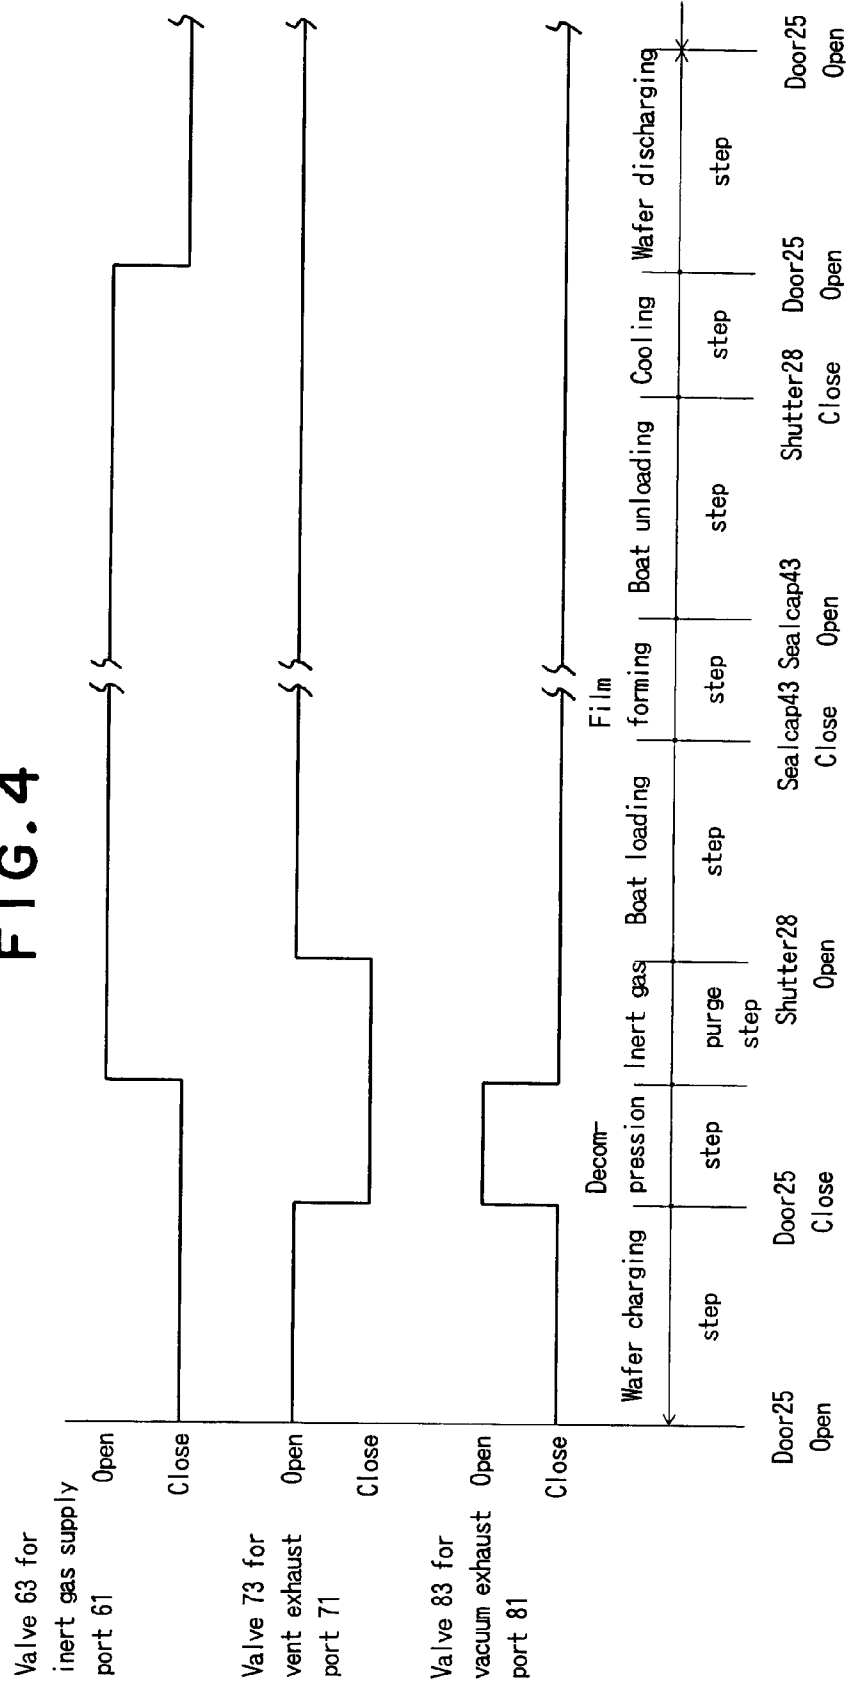 FIG.4
Valve 63 for
inert gas supply
port 61
Open
Close
Valve 73 for
vent exhaust
port 71
Open
Close
Valve 83 for
vacuum exhaust
port 81
Open
Close
Wafer charging
step
Decom-
pression
step
Inert gas
purge
step
Boat loading
step
Film
forming
step
Boat unloading
step
Cooling
step
Wafer discharging
step
Door25
Open
Door25
Close
Shutter28
Open
Sealcap43
Close
Sealcap43
Open
Shutter28
Close
Door25
Open
Door25
Open